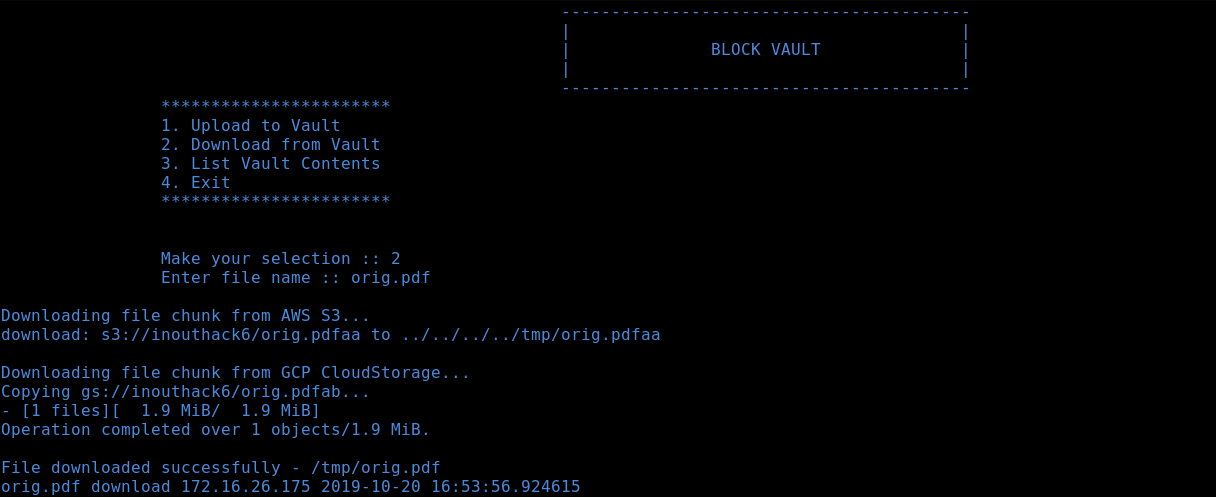 -----------------------------------------
|                                       |
|              BLOCK VAULT              |
|                                       |
-----------------------------------------
***********************
1. Upload to Vault
2. Download from Vault
3. List Vault Contents
4. Exit
***********************
Make your selection :: 2
Enter file name :: orig.pdf
Downloading file chunk from AWS S3...
download: s3://inouthack6/orig.pdfaa to ../../../../tmp/orig.pdfaa
Downloading file chunk from GCP CloudStorage...
Copying gs://inouthack6/orig.pdfab...
- [1 files][  1.9 MiB/  1.9 MiB]
Operation completed over 1 objects/1.9 MiB.
File downloaded successfully - /tmp/orig.pdf
orig.pdf download 172.16.26.175 2019-10-20 16:53:56.924615